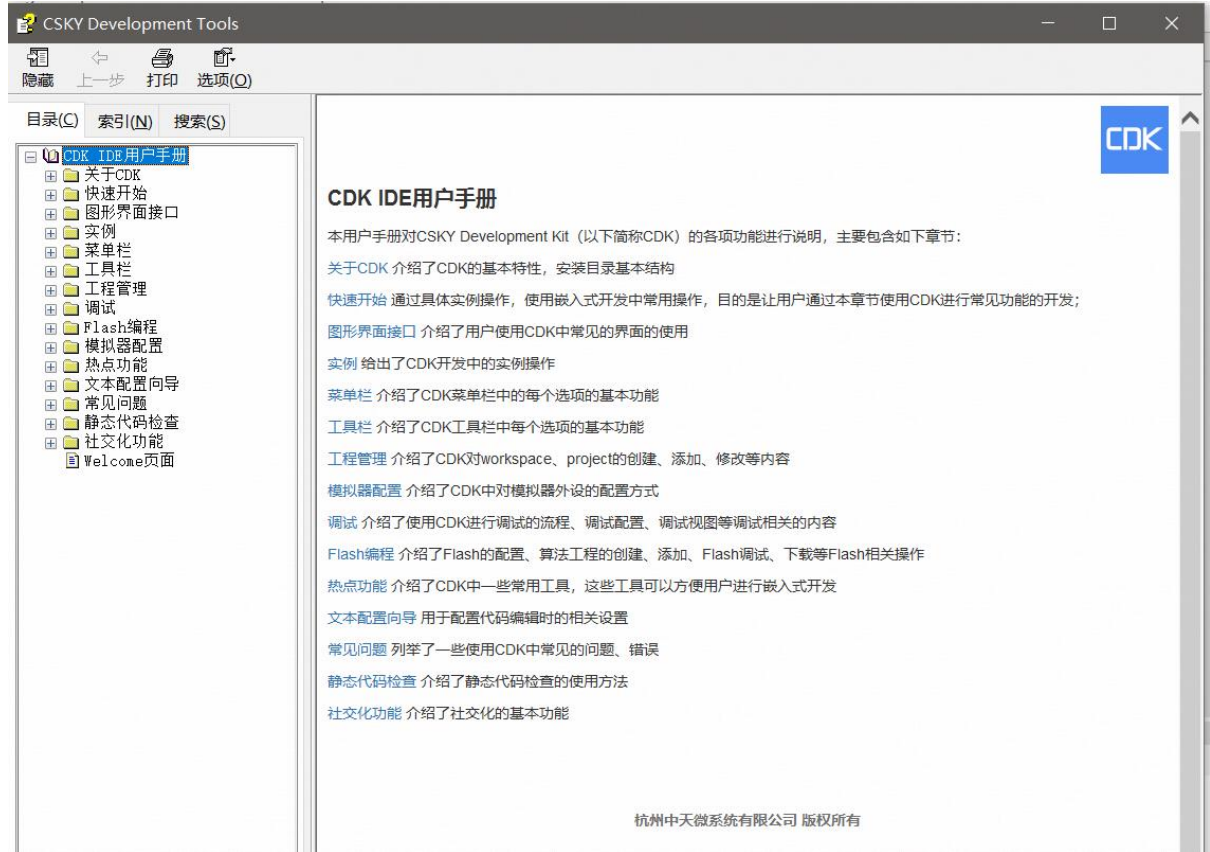 CSKY Development Tools
隐藏 上一步 打印 选项(O)
目录(C) 索引(N) 搜索(S)
CDK IDE用户手册
关于CDK
快速开始
图形界面接口
实例
菜单栏
工具栏
工程管理
调试
Flash编程
模拟器配置
热点功能
文本配置向导
常见问题
静态代码检查
社交化功能
Welcome页面
CDK
CDK IDE用户手册
本用户手册对CSKY Development Kit（以下简称CDK）的各项功能进行说明，主要包含如下章节：
关于CDK 介绍了CDK的基本特性，安装目录基本结构
快速开始 通过具体实例操作，使用嵌入式开发中常用操作，目的是让用户通过本章节使用CDK进行常见功能的开发；
图形界面接口 介绍了用户使用CDK中常见的界面的使用
实例 给出了CDK开发中的实例操作
菜单栏 介绍了CDK菜单栏中的每个选项的基本功能
工具栏 介绍了CDK工具栏中每个选项的基本功能
工程管理 介绍了CDK对workspace、project的创建、添加、修改等内容
模拟器配置 介绍了CDK中对模拟器外设的配置方式
调试 介绍了使用CDK进行调试的流程、调试配置、调试视图等调试相关的内容
Flash编程 介绍了Flash的配置、算法工程的创建、添加、Flash调试、下载等Flash相关操作
热点功能 介绍了CDK中一些常用工具，这些工具可以方便用户进行嵌入式开发
文本配置向导 用于配置代码编辑时的相关设置
常见问题 列举了一些使用CDK中常见的问题、错误
静态代码检查 介绍了静态代码检查的使用方法
社交化功能 介绍了社交化的基本功能
杭州中天微系统有限公司 版权所有